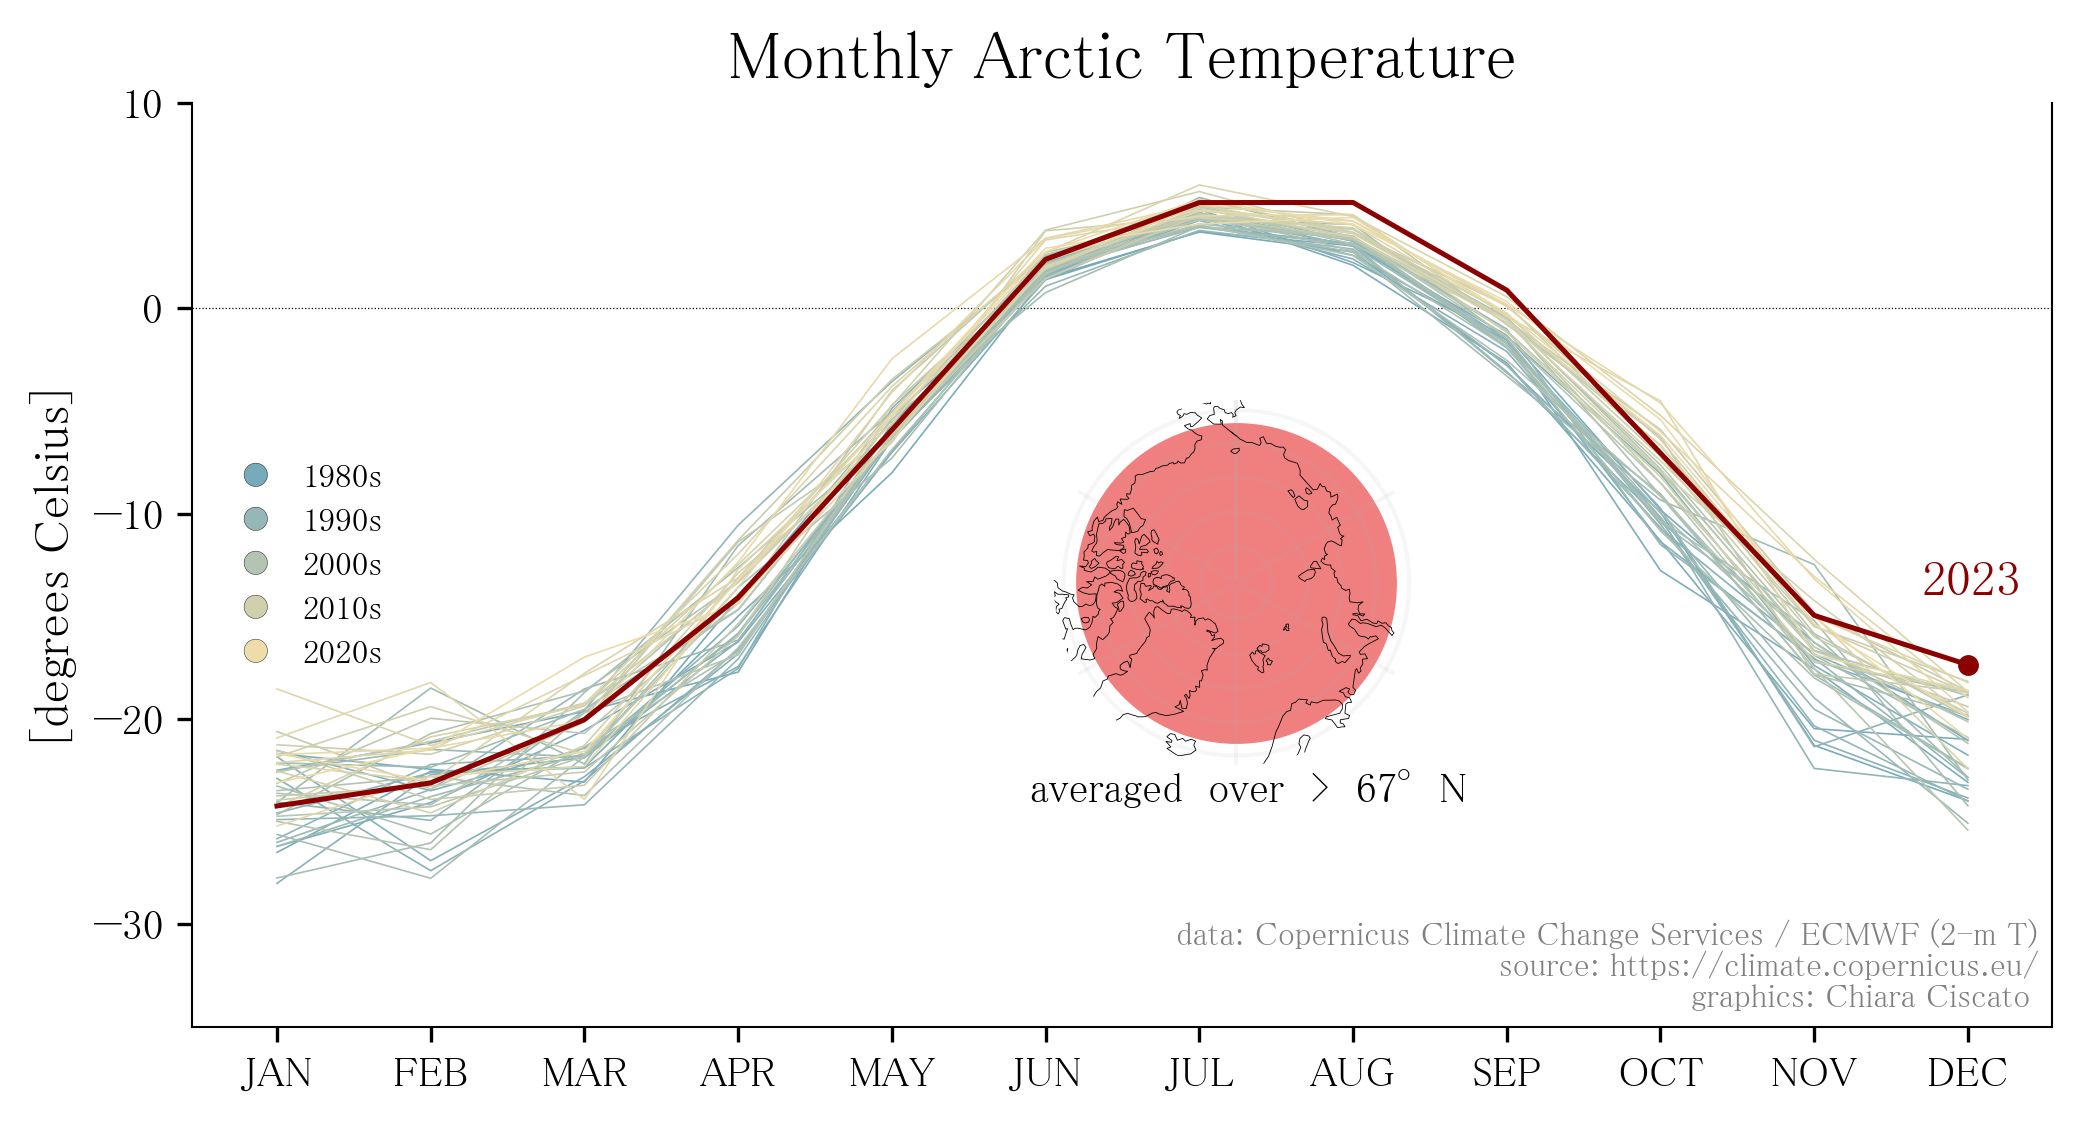 Monthly Arctic Temperature
10
0
−10
−20
−30
[degrees Celsius]
1980s
1990s
2000s
2010s
2020s
2023
averaged over > 67° N
data: Copernicus Climate Change Services / ECMWF (2-m T)
source: https://climate.copernicus.eu/
graphics: Chiara Ciscato
JAN FEB MAR APR MAY JUN JUL AUG SEP OCT NOV DEC